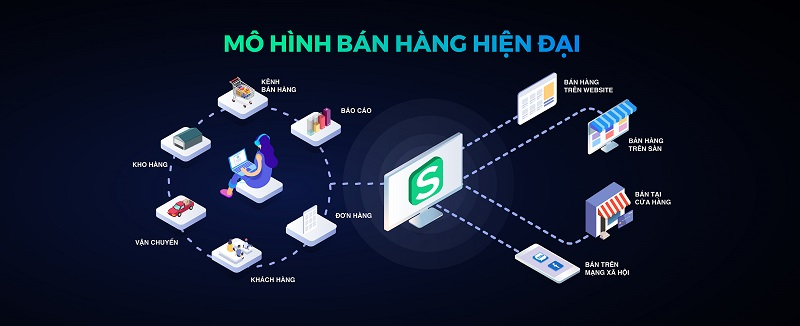 MÔ HÌNH BÁN HÀNG HIỆN ĐẠI
KÊNH
BÁN HÀNG
BÁO CÁO
KHO HÀNG
ĐƠN HÀNG
VẬN CHUYỂN
KHÁCH HÀNG
S
BÁN HÀNG
TRÊN WEBSITE
BÁN HÀNG
TRÊN SÀN
BÁN TẠI
CỬA HÀNG
BÁN TRÊN
MẠNG XÃ HỘI